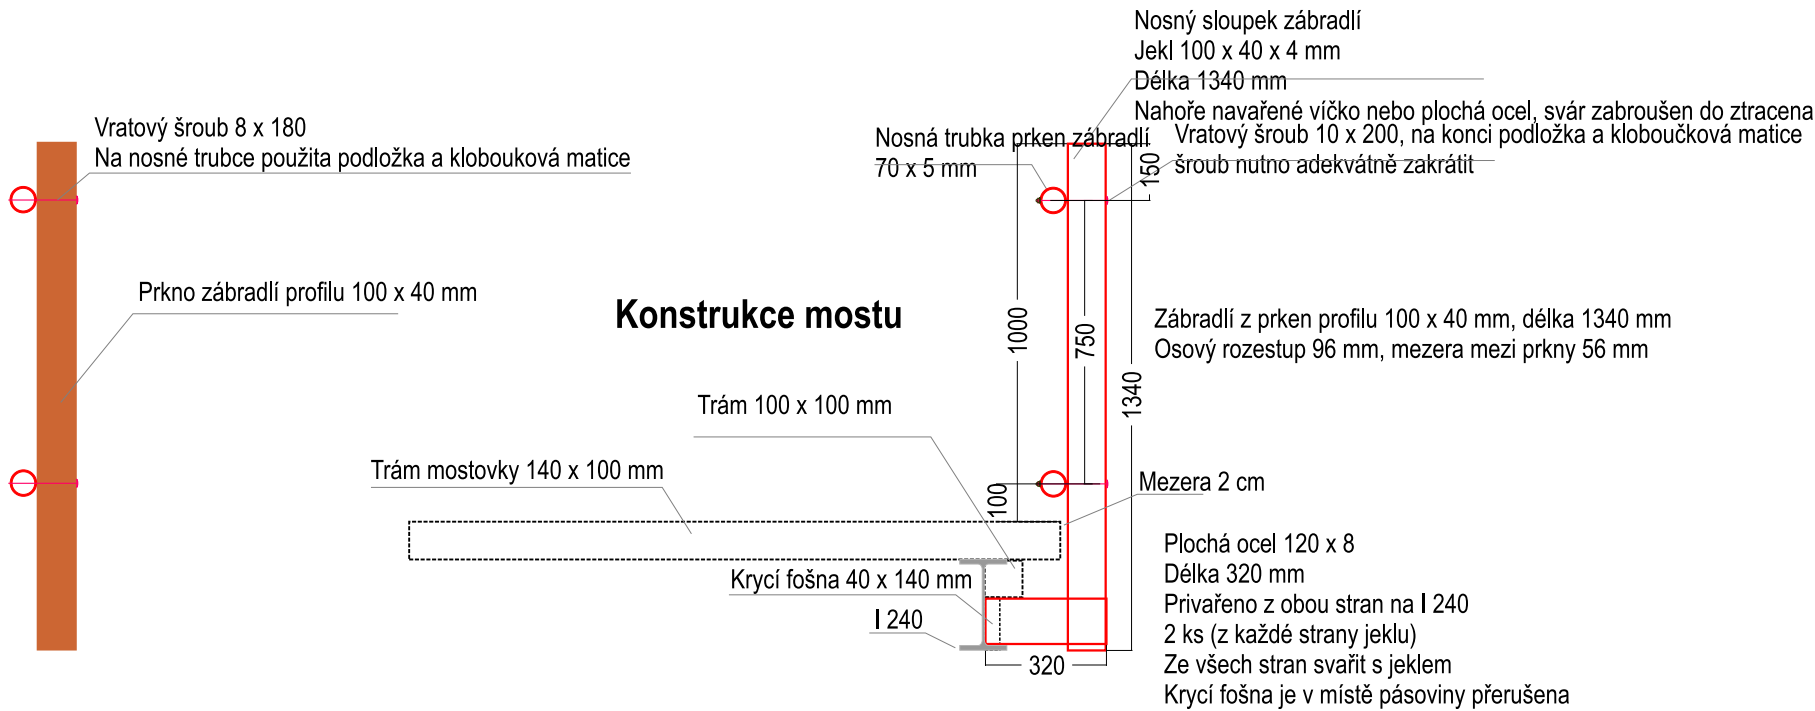 Nosný sloupek zábradlí
Jekl 100 x 40 x 4 mm
Délka 1340 mm
Nahoře navařené víčko nebo plochá ocel, svár zabroušen do ztracena
Vratový šroub 8 x 180
Na nosné trubce použita podložka a klobouková matice
Nosná trubka prken zábradlí
70 x 5 mm
Vratový šroub 10 x 200, na konci podložka a kloboučková matice
šroub nutno adekvátně zakrátit
150
Prkno zábradlí profilu 100 x 40 mm
Konstrukce mostu
1000
750
1340
Zábradlí z prken profilu 100 x 40 mm, délka 1340 mm
Osový rozestup 96 mm, mezera mezi prkny 56 mm
Trám 100 x 100 mm
Trám mostovky 140 x 100 mm
100
Mezera 2 cm
Krycí fošna 40 x 140 mm
I 240
320
Plochá ocel 120 x 8
Délka 320 mm
Privařeno z obou stran na I 240
2 ks (z každé strany jeklu)
Ze všech stran svařit s jeklem
Krycí fošna je v místě pásoviny přerušena